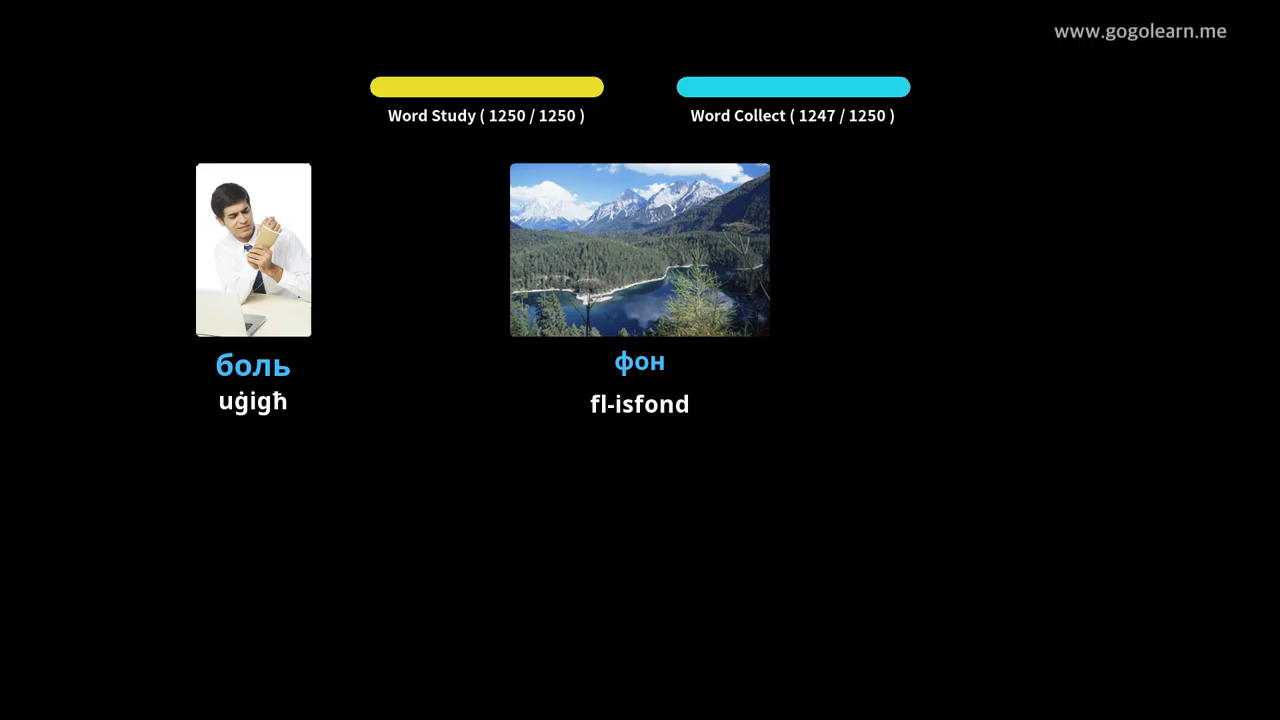 www.gogolearn.me
Word Study ( 1250 / 1250 )
Word Collect ( 1247 / 1250 )
боль
uġigħ
фон
fl-isfond